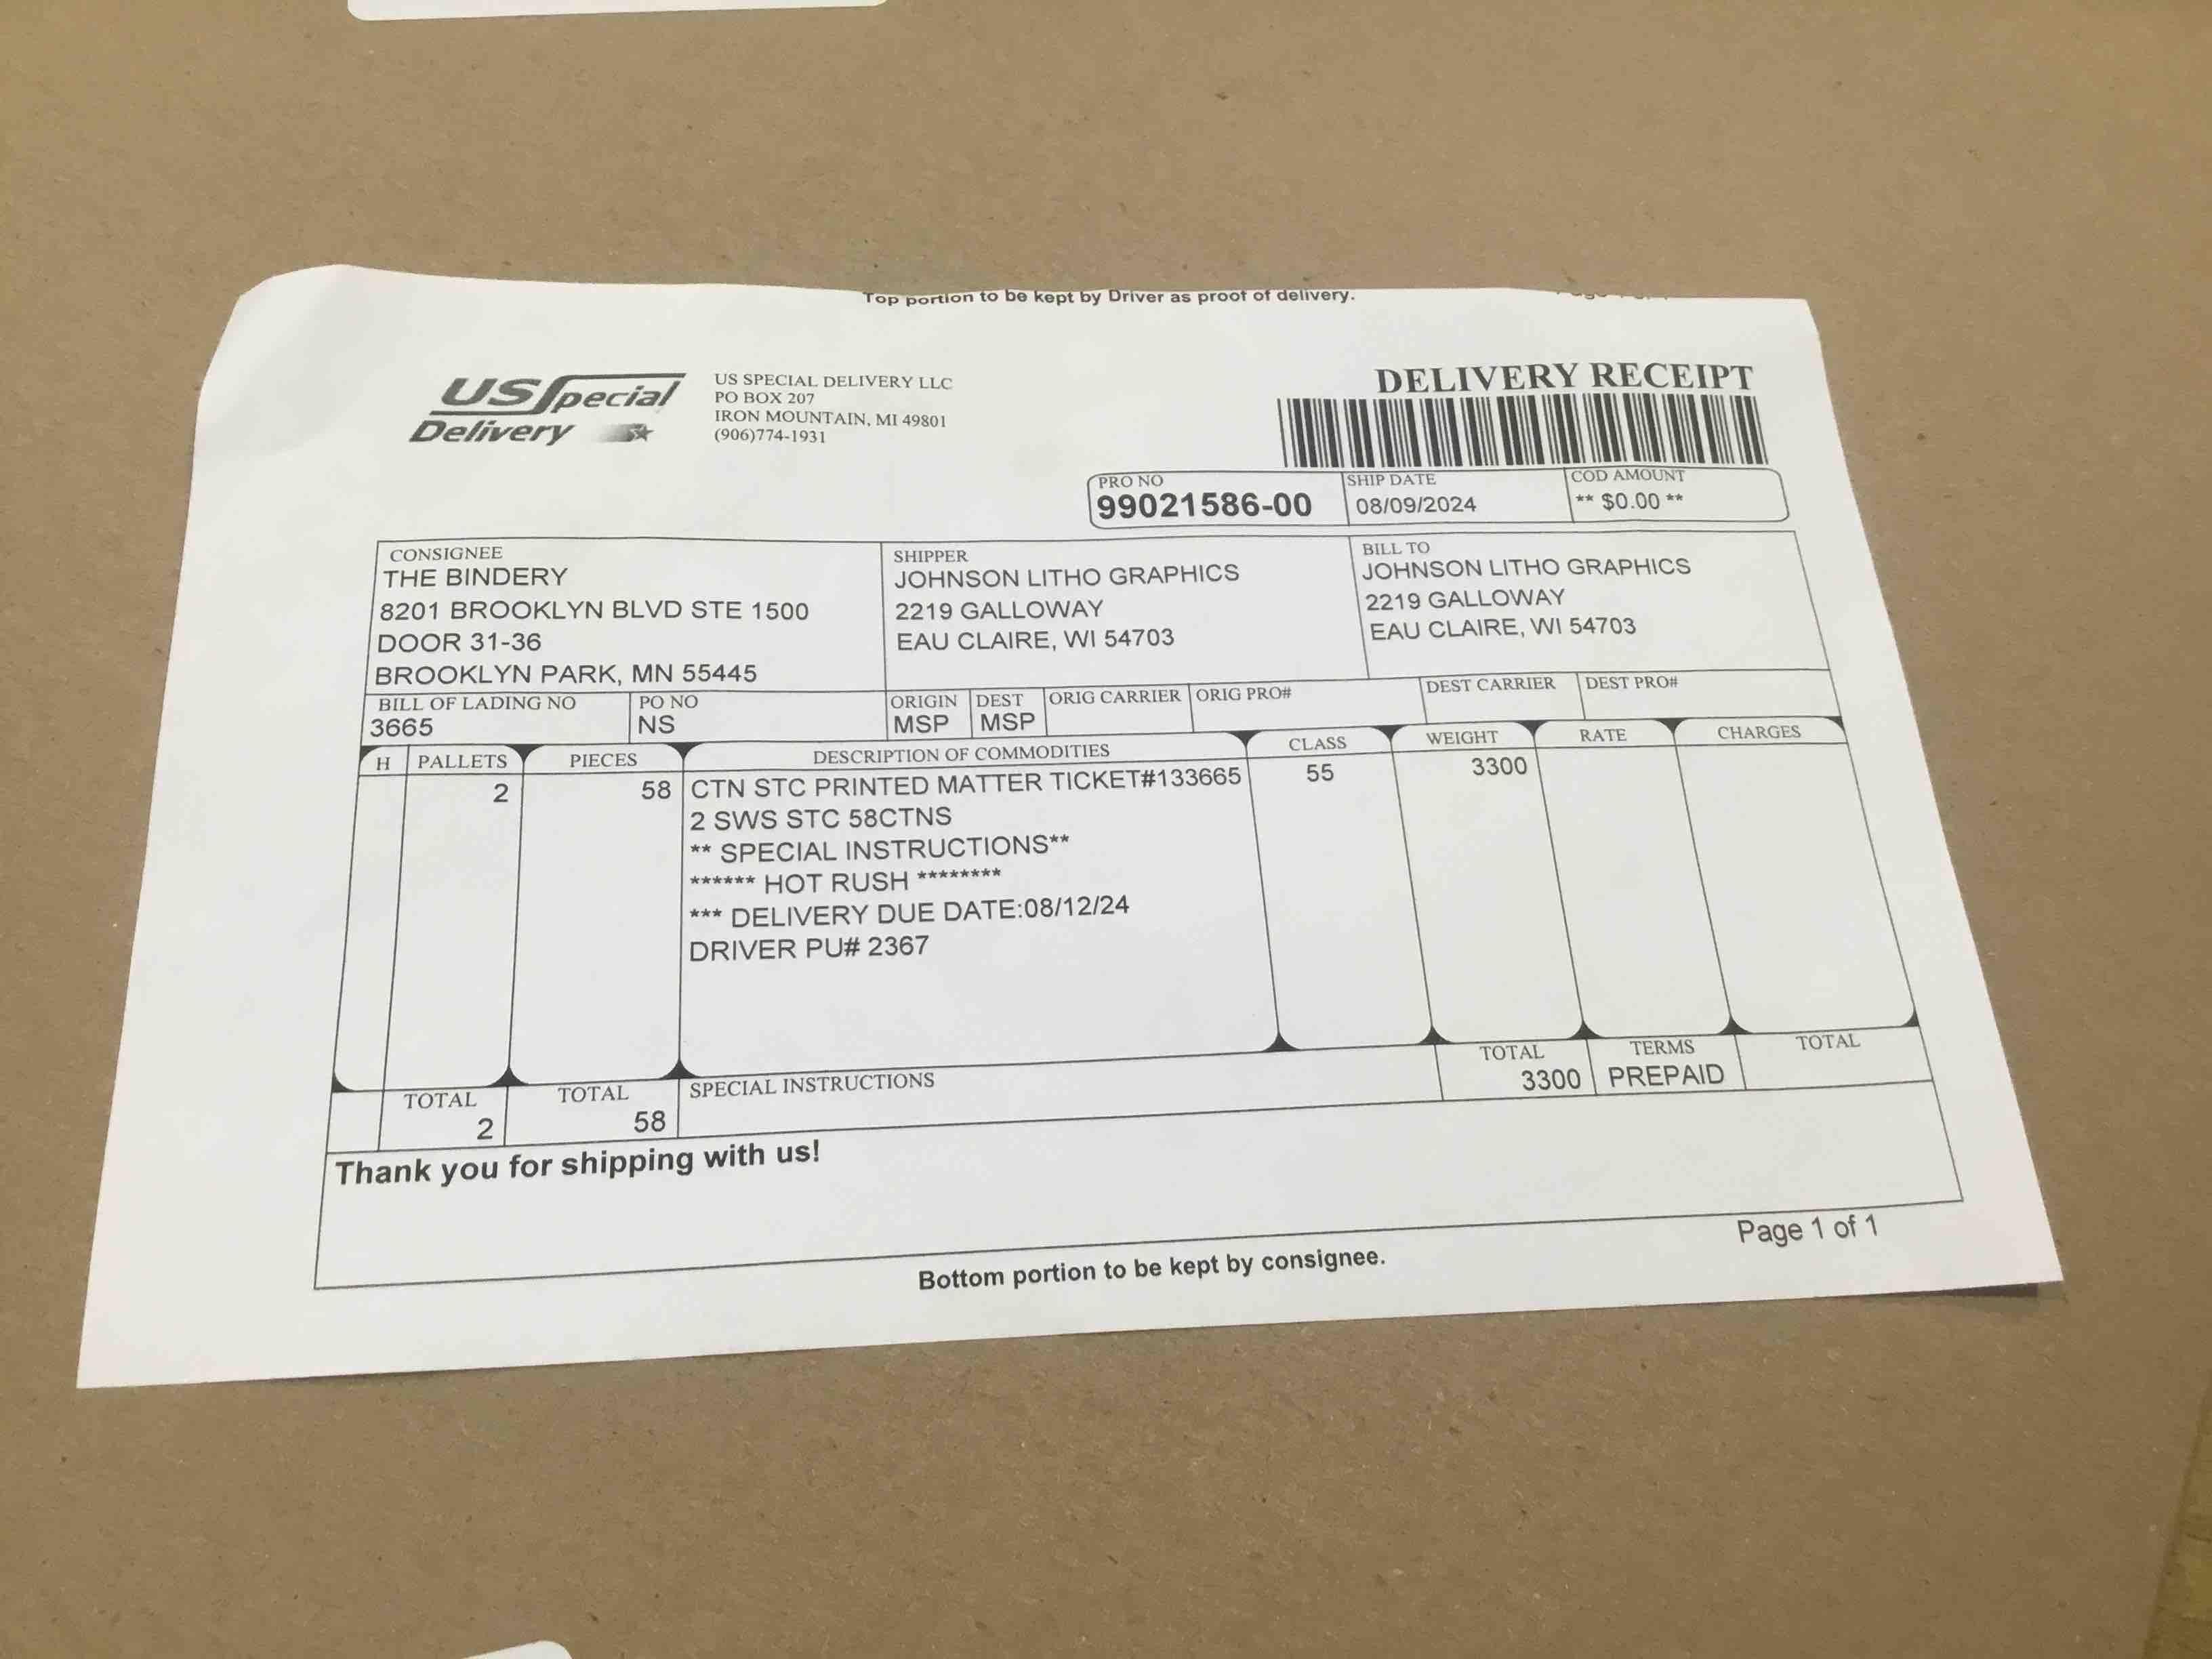 Top portion to be kept by Driver as proof of delivery.
US Special
Delivery
US SPECIAL DELIVERY LLC
PO BOX 207
IRON MOUNTAIN, MI 49801
(906)774-1931
DELIVERY RECEIPT
PRO NO SHIP DATE COD AMOUNT
99021586-00 08/09/2024 ** $0.00 **
CONSIGNEE
THE BINDERY
8201 BROOKLYN BLVD STE 1500
DOOR 31-36
BROOKLYN PARK, MN 55445
SHIPPER
JOHNSON LITHO GRAPHICS
2219 GALLOWAY
EAU CLAIRE, WI 54703
BILL TO
JOHNSON LITHO GRAPHICS
2219 GALLOWAY
EAU CLAIRE, WI 54703
BILL OF LADING NO PO NO ORIGIN DEST ORIG CARRIER ORIG PRO# DEST CARRIER DEST PRO#
3665 NS MSP MSP
H PALLETS PIECES DESCRIPTION OF COMMODITIES CLASS WEIGHT RATE CHARGES
2 58 CTN STC PRINTED MATTER TICKET#133665 55 3300
2 SWS STC 58CTNS
** SPECIAL INSTRUCTIONS**
****** HOT RUSH ********
*** DELIVERY DUE DATE:08/12/24
DRIVER PU# 2367
TOTAL TOTAL SPECIAL INSTRUCTIONS TOTAL TERMS TOTAL
2 58 3300 PREPAID
Thank you for shipping with us!
Page 1 of 1
Bottom portion to be kept by consignee.